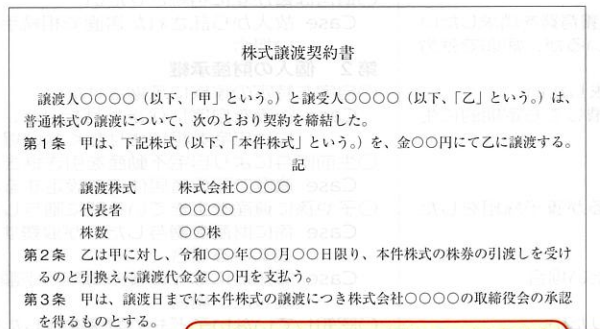 株式譲渡契約書
譲渡人○○○○（以下、「甲」という。）と譲受人○○○○（以下、「乙」という。）は、
普通株式の譲渡について、次のとおり契約を締結した。
第1条　甲は、下記株式（以下、「本件株式」という。）を、金○○円にて乙に譲渡する。
記
譲渡株式　株式会社○○○○
代表者　○○○○
株数　○○株
第2条　乙は甲に対し、令和○○年○○月○○日限り、本件株式の株券の引渡しを受け
るのと引換えに譲渡代金金○○円を支払う。
第3条　甲は、譲渡日までに本件株式の譲渡につき株式会社○○○○の取締役会の承認
を得るものとする。